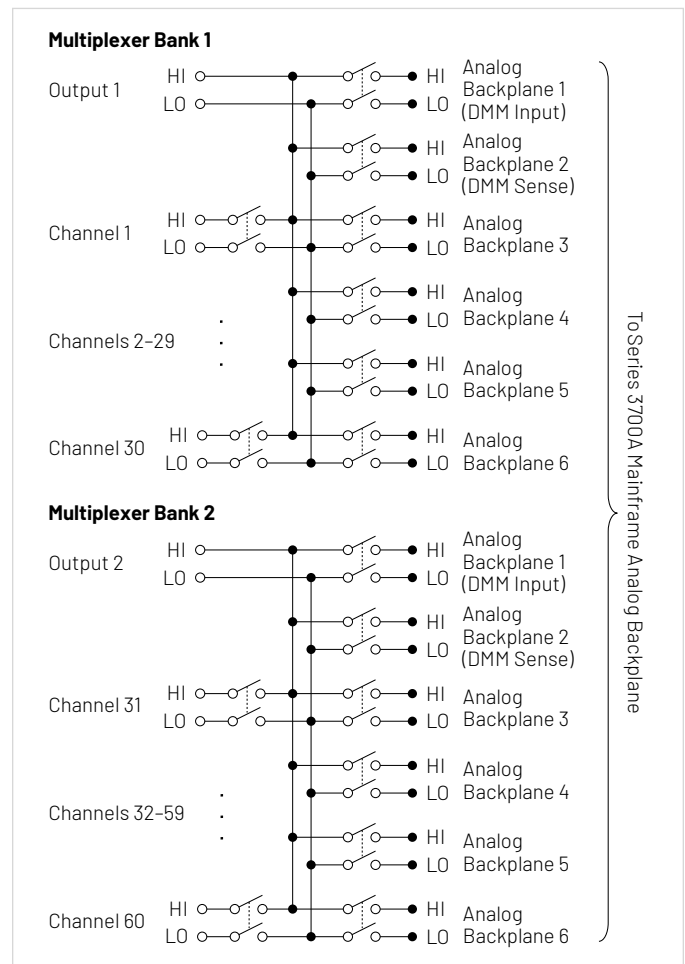 Multiplexer Bank 1
Output 1
HI
LO
HI
LO
Analog
Backplane 1
(DMM Input)
HI
LO
Analog
Backplane 2
(DMM Sense)
Channel 1
HI
LO
HI
LO
Analog
Backplane 3
Channels 2–29
.
.
.
HI
LO
Analog
Backplane 4
HI
LO
Analog
Backplane 5
Channel 30
HI
LO
HI
LO
Analog
Backplane 6
Multiplexer Bank 2
Output 2
HI
LO
HI
LO
Analog
Backplane 1
(DMM Input)
HI
LO
Analog
Backplane 2
(DMM Sense)
Channel 31
HI
LO
HI
LO
Analog
Backplane 3
Channels 32–59
.
.
.
HI
LO
Analog
Backplane 4
HI
LO
Analog
Backplane 5
Channel 60
HI
LO
HI
LO
Analog
Backplane 6
ToSeries 3700A Mainframe Analog Backplane